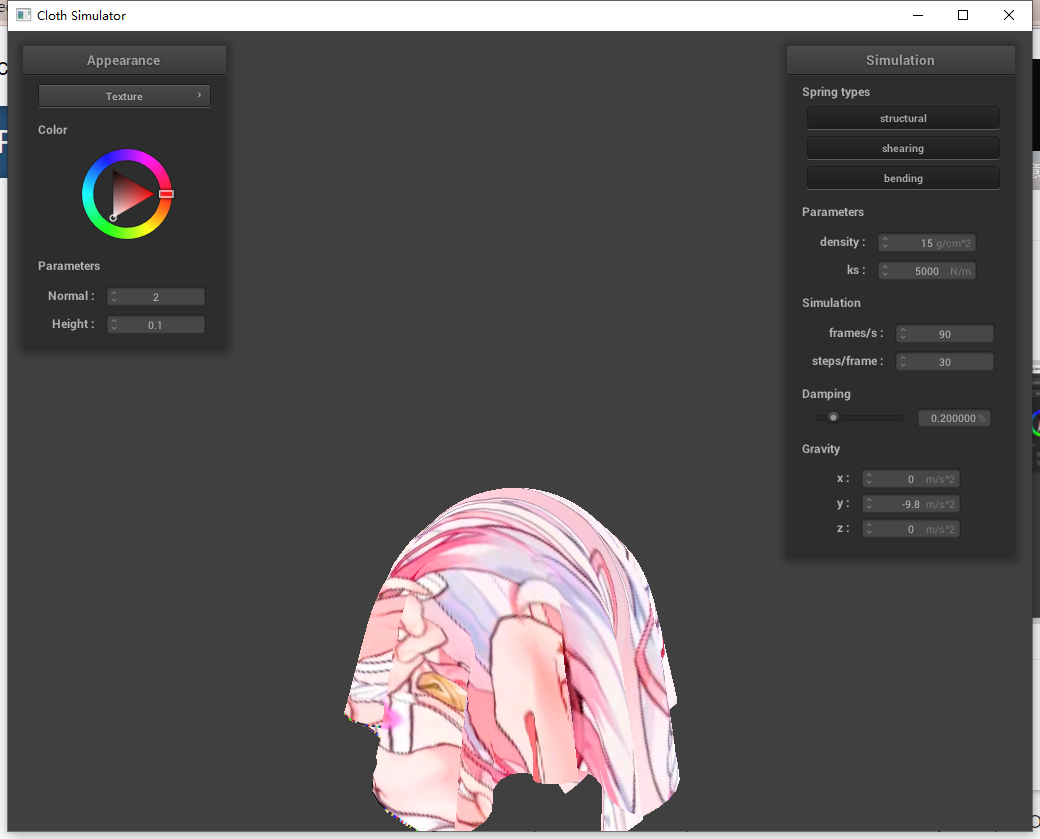 Cloth Simulator
Appearance
Texture
Color
Parameters
Normal : 2
Height : 0.1
Simulation
Spring types
structural
shearing
bending
Parameters
density : 15 g/cm^2
ks : 5000 N/m
Simulation
frames/s : 90
steps/frame : 30
Damping
0.200000 %
Gravity
x : 0 m/s^2
y : -9.8 m/s^2
z : 0 m/s^2